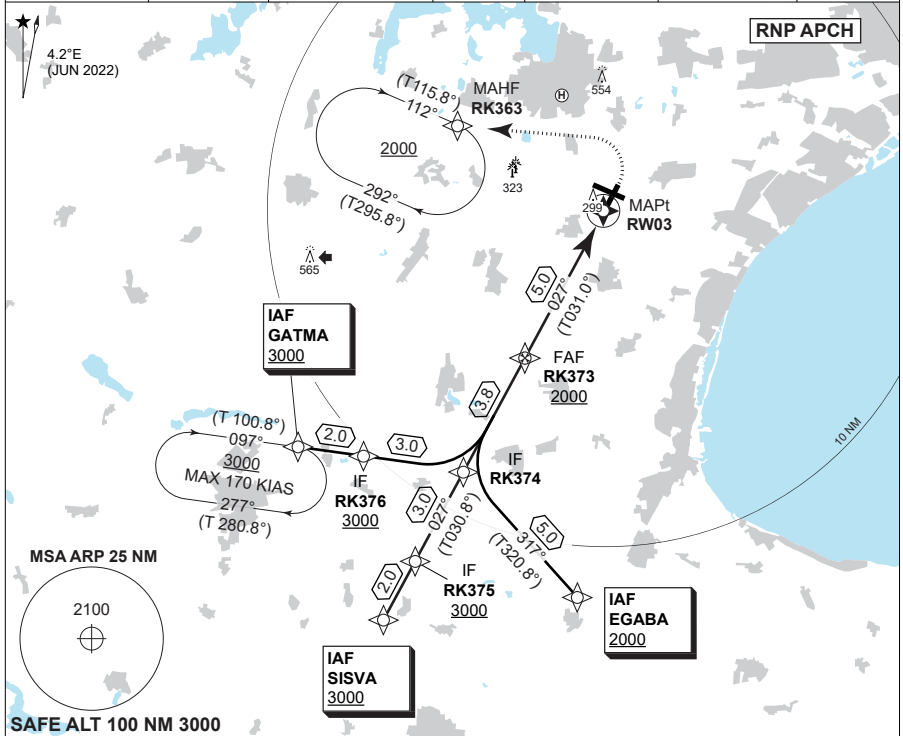 RNP APCH
4.2°E
(JUN 2022)
554
H
MAHF
RK363
(T115.8°)
112°
2000
292°
(T295.8°)
323
299
MAPt
RW03
565
5.0
027°
(T031.0°)
IAF
GATMA
3000
FAF
RK373
2000
3.8
(T 100.8°)
097°
3000
MAX 170 KIAS
277°
(T 280.8°)
2.0
3.0
IF
RK376
3000
IF
RK374
10 NM
3.0
027°
(T030.8°)
5.0
317°
(T320.8°)
2.0
IF
RK375
3000
MSA ARP 25 NM
2100
IAF
EGABA
2000
IAF
SISVA
3000
SAFE ALT 100 NM 3000